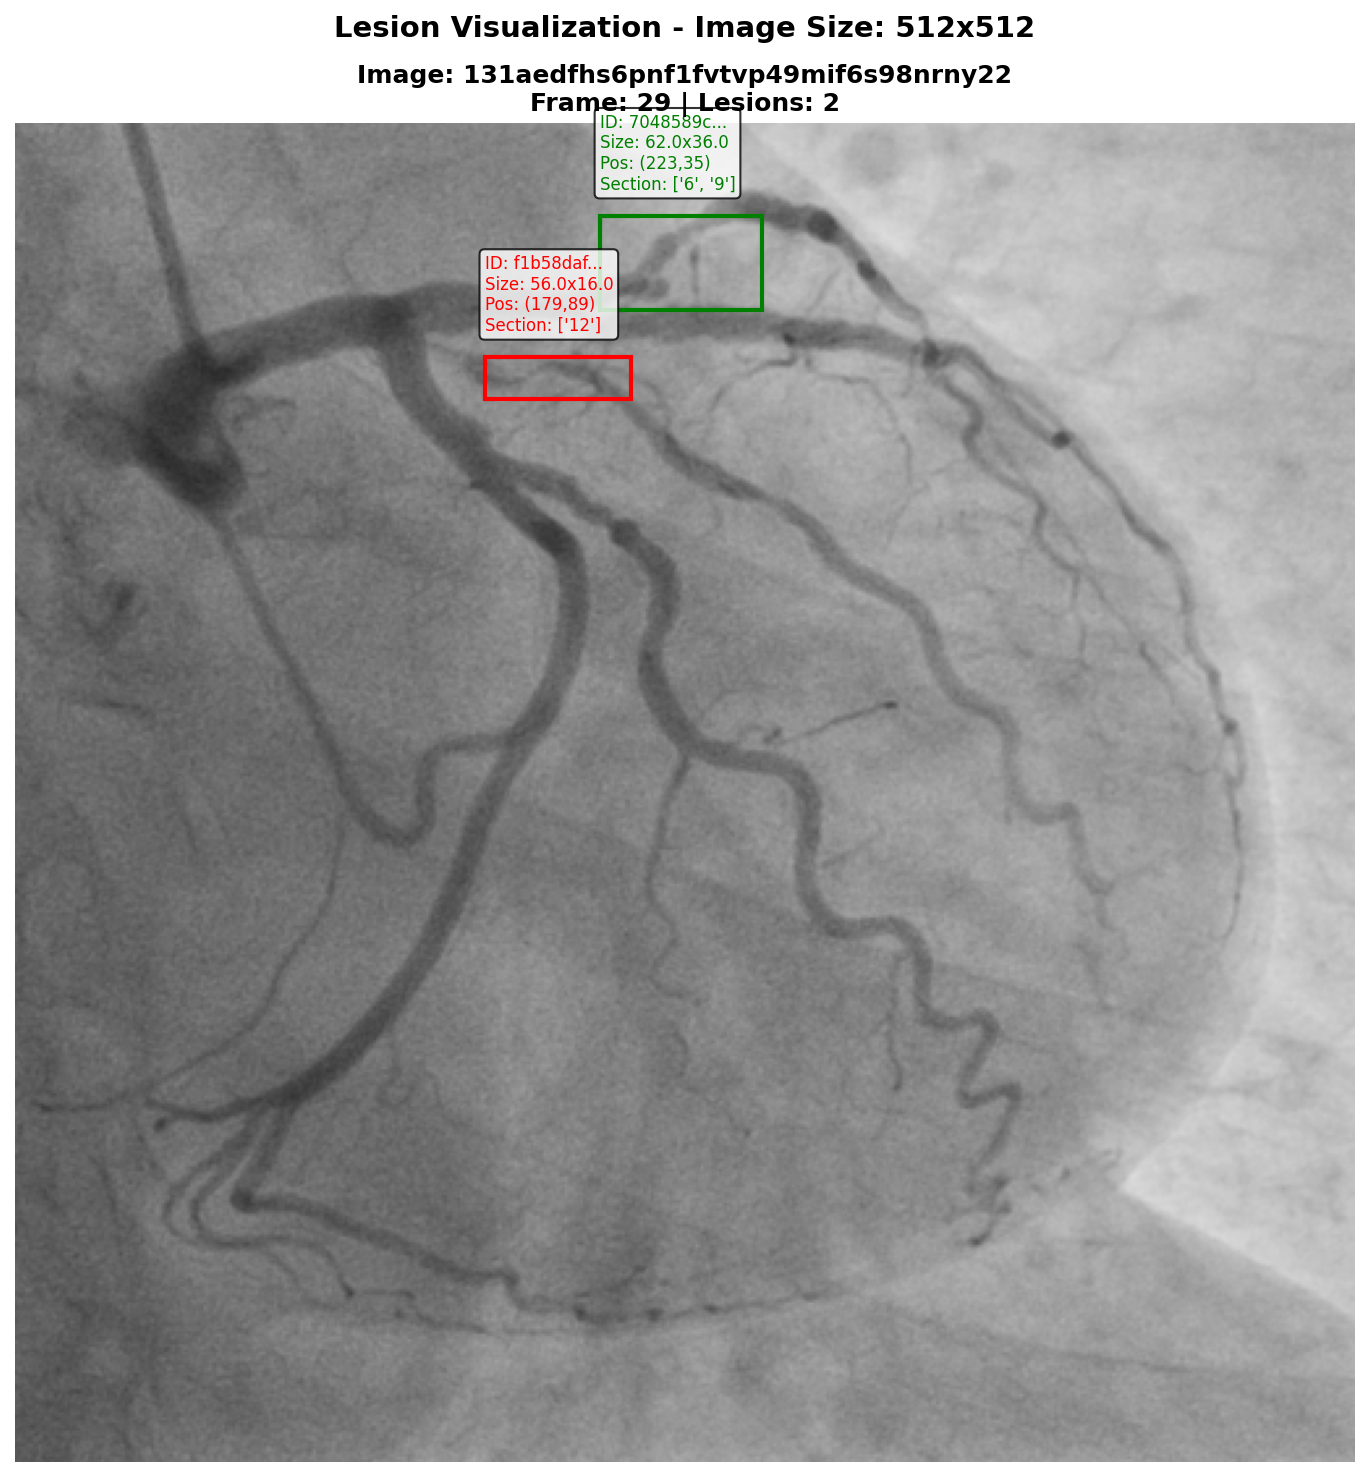 Lesion Visualization - Image Size: 512x512
Image: 131aedfhs6pnf1fvtvp49mif6s98nrny22
Frame: 29 | Lesions: 2
ID: 7048589c...
Size: 62.0x36.0
Pos: (223,35)
Section: ['6', '9']
ID: f1b58daf...
Size: 56.0x16.0
Pos: (179,89)
Section: ['12']